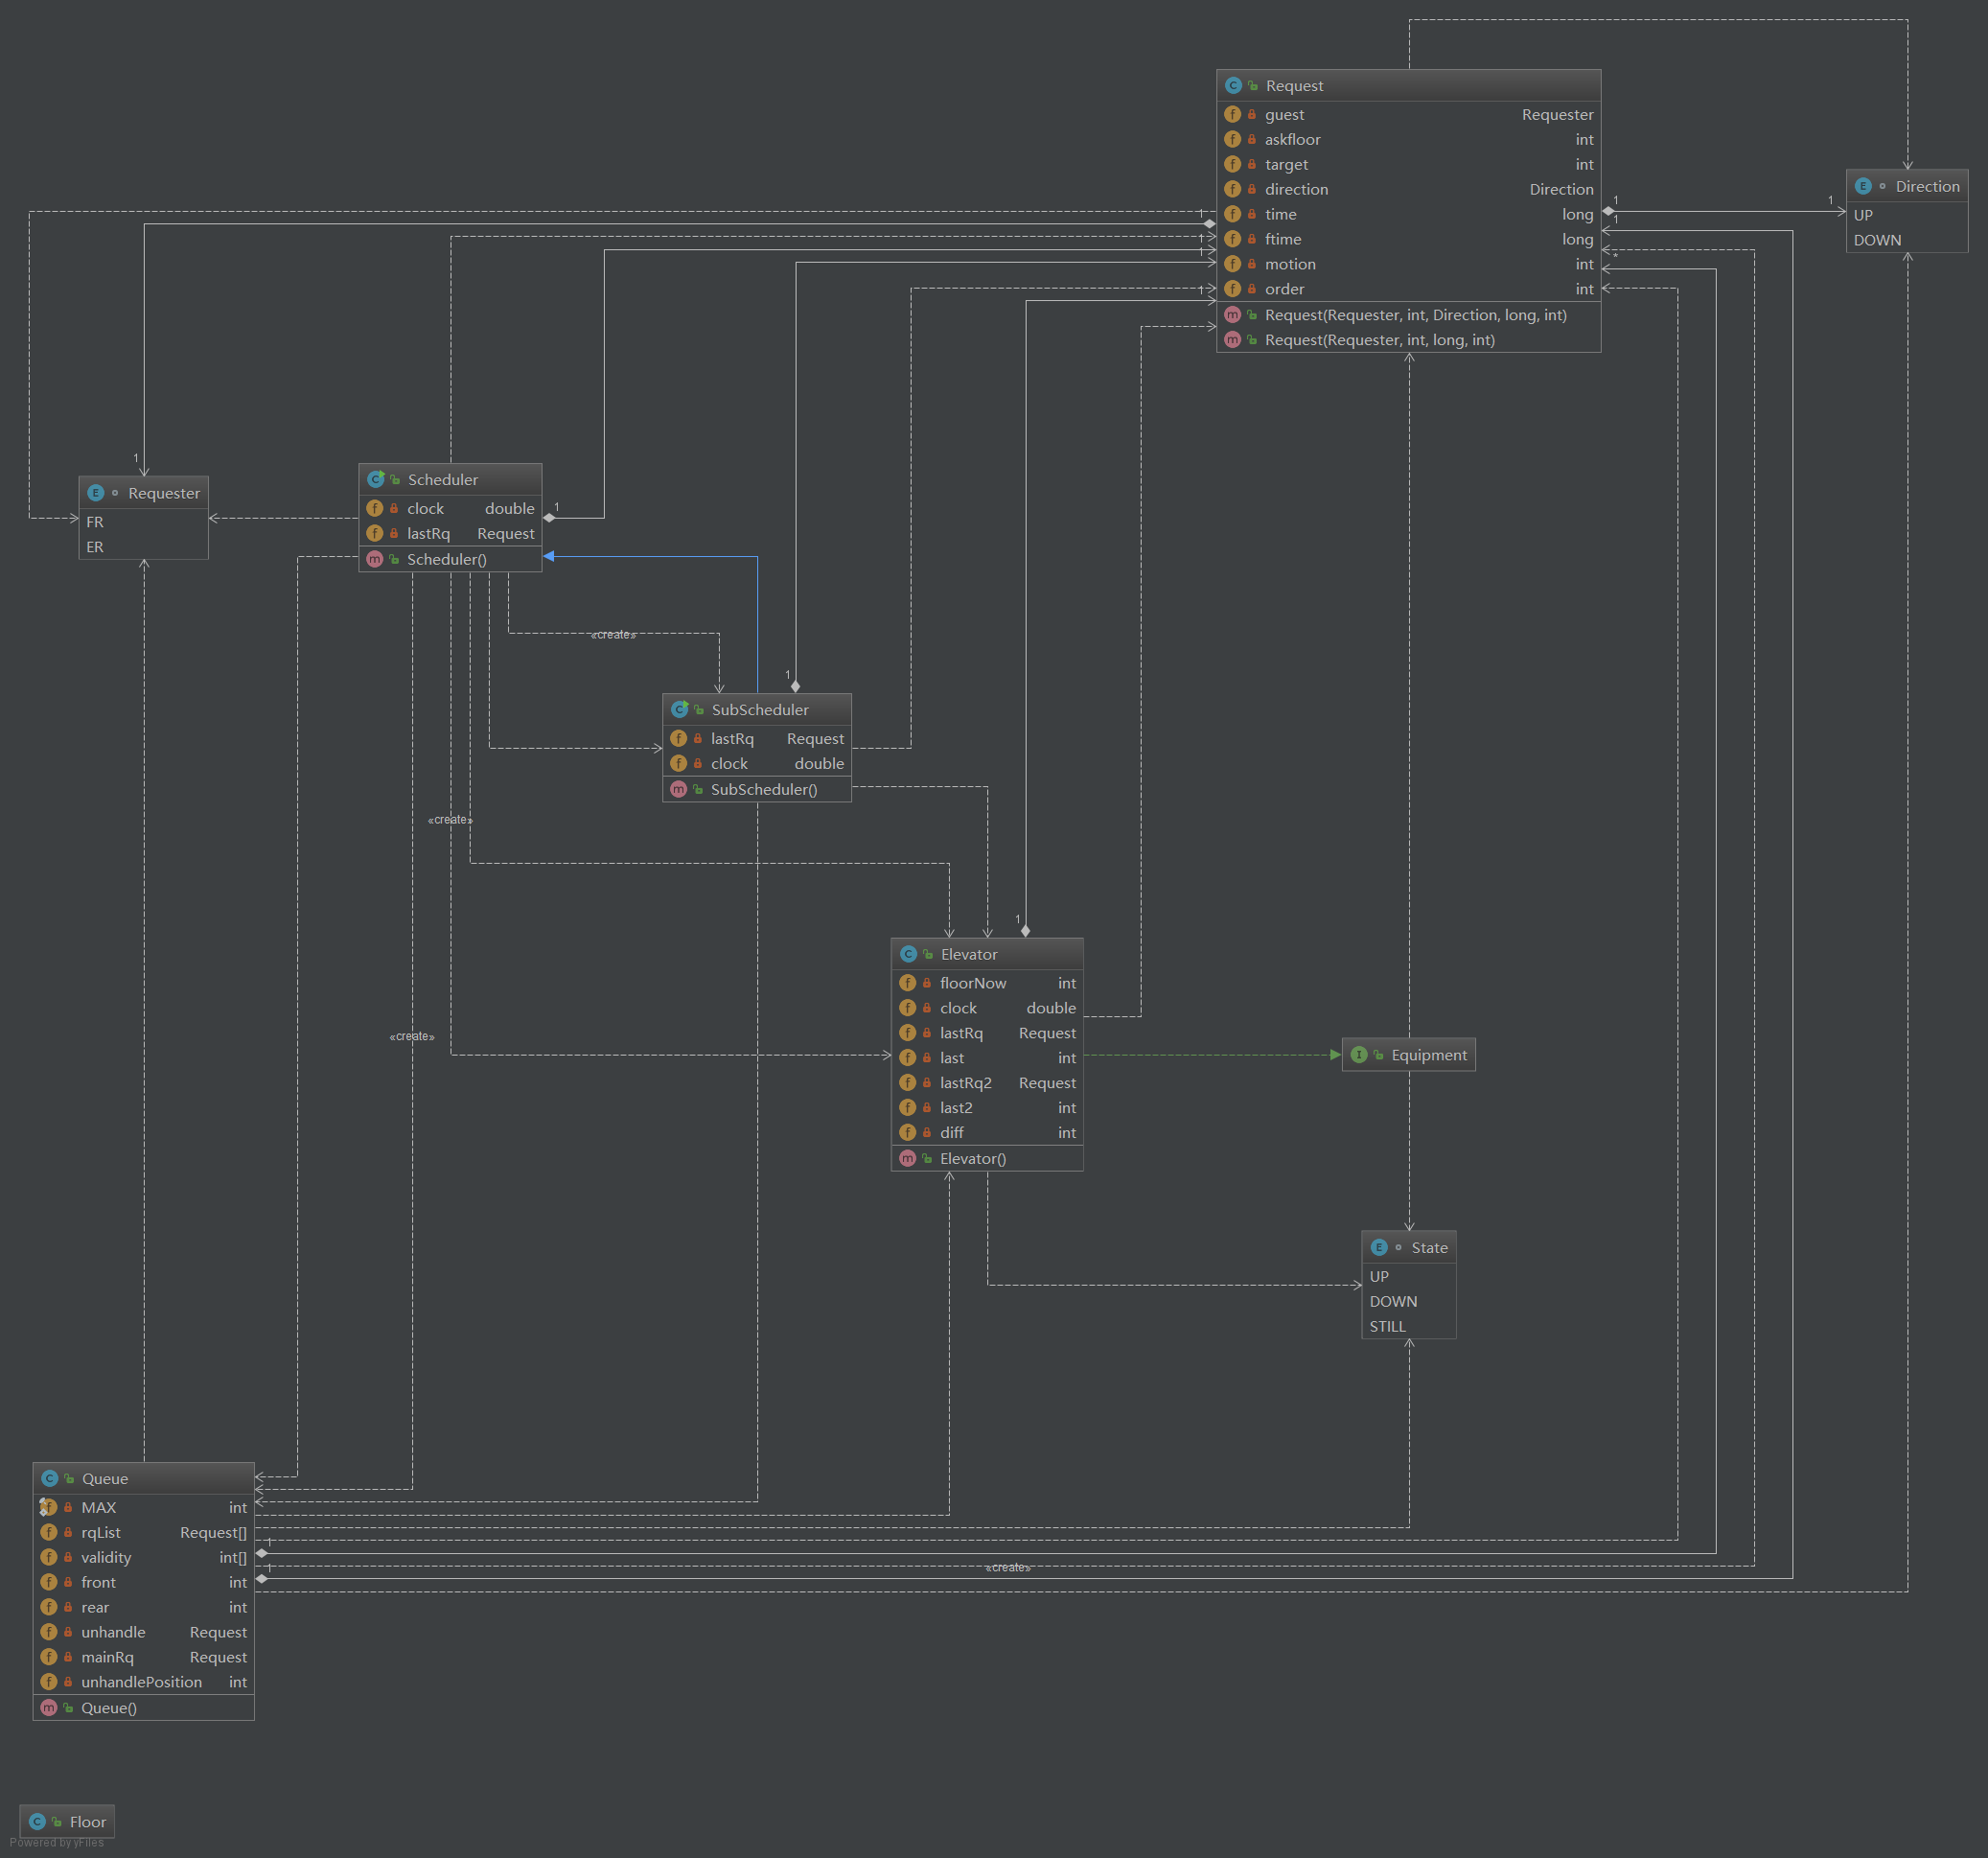 Request
guest Requester
askfloor int
target int
direction Direction
time long
ftime long
motion int
order int
Request(Requester, int, Direction, long, int)
Request(Requester, int, long, int)
Direction
UP
DOWN
1
1
1
1
*
1
1
1
1
1
Requester
FR
ER
Scheduler
clock double
lastRq Request
Scheduler()
1
«create»
1
SubScheduler
lastRq Request
clock double
SubScheduler()
«create»
1
Elevator
floorNow int
clock double
lastRq Request
last int
lastRq2 Request
last2 int
diff int
Elevator()
«create»
Equipment
State
UP
DOWN
STILL
Queue
MAX int
rqList Request[]
validity int[]
front int
rear int
unhandle Request
mainRq Request
unhandlePosition int
Queue()
1
1
«create»
Floor
Powered by yFiles